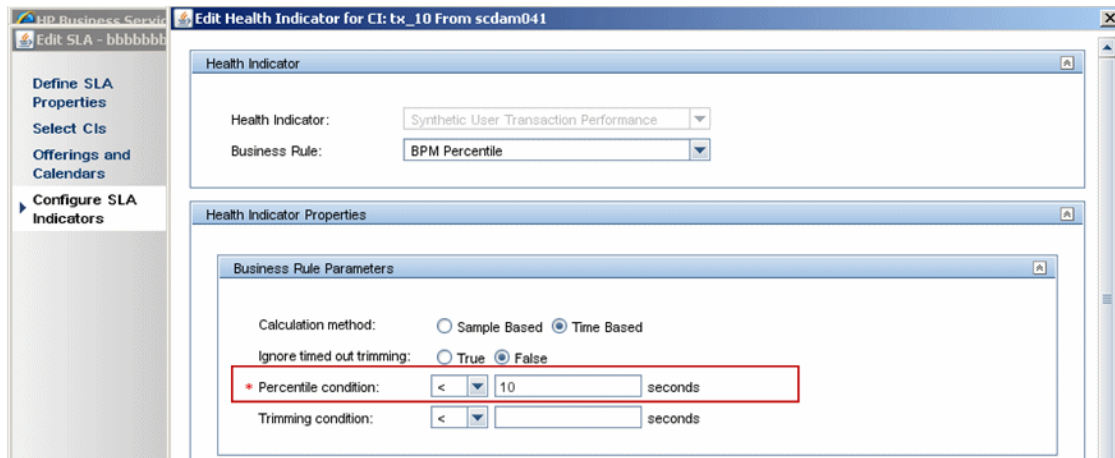 HP Business Servic
Edit Health Indicator for CI: tx_10 From scdam041
Edit SLA - bbbbbbb
Define SLA
Properties
Select CIs
Offerings and
Calendars
Configure SLA
Indicators
Health Indicator
Health Indicator: Synthetic User Transaction Performance
Business Rule: BPM Percentile
Health Indicator Properties
Business Rule Parameters
Calculation method: Sample Based Time Based
Ignore timed out trimming: True False
* Percentile condition: < 10 seconds
Trimming condition: < seconds